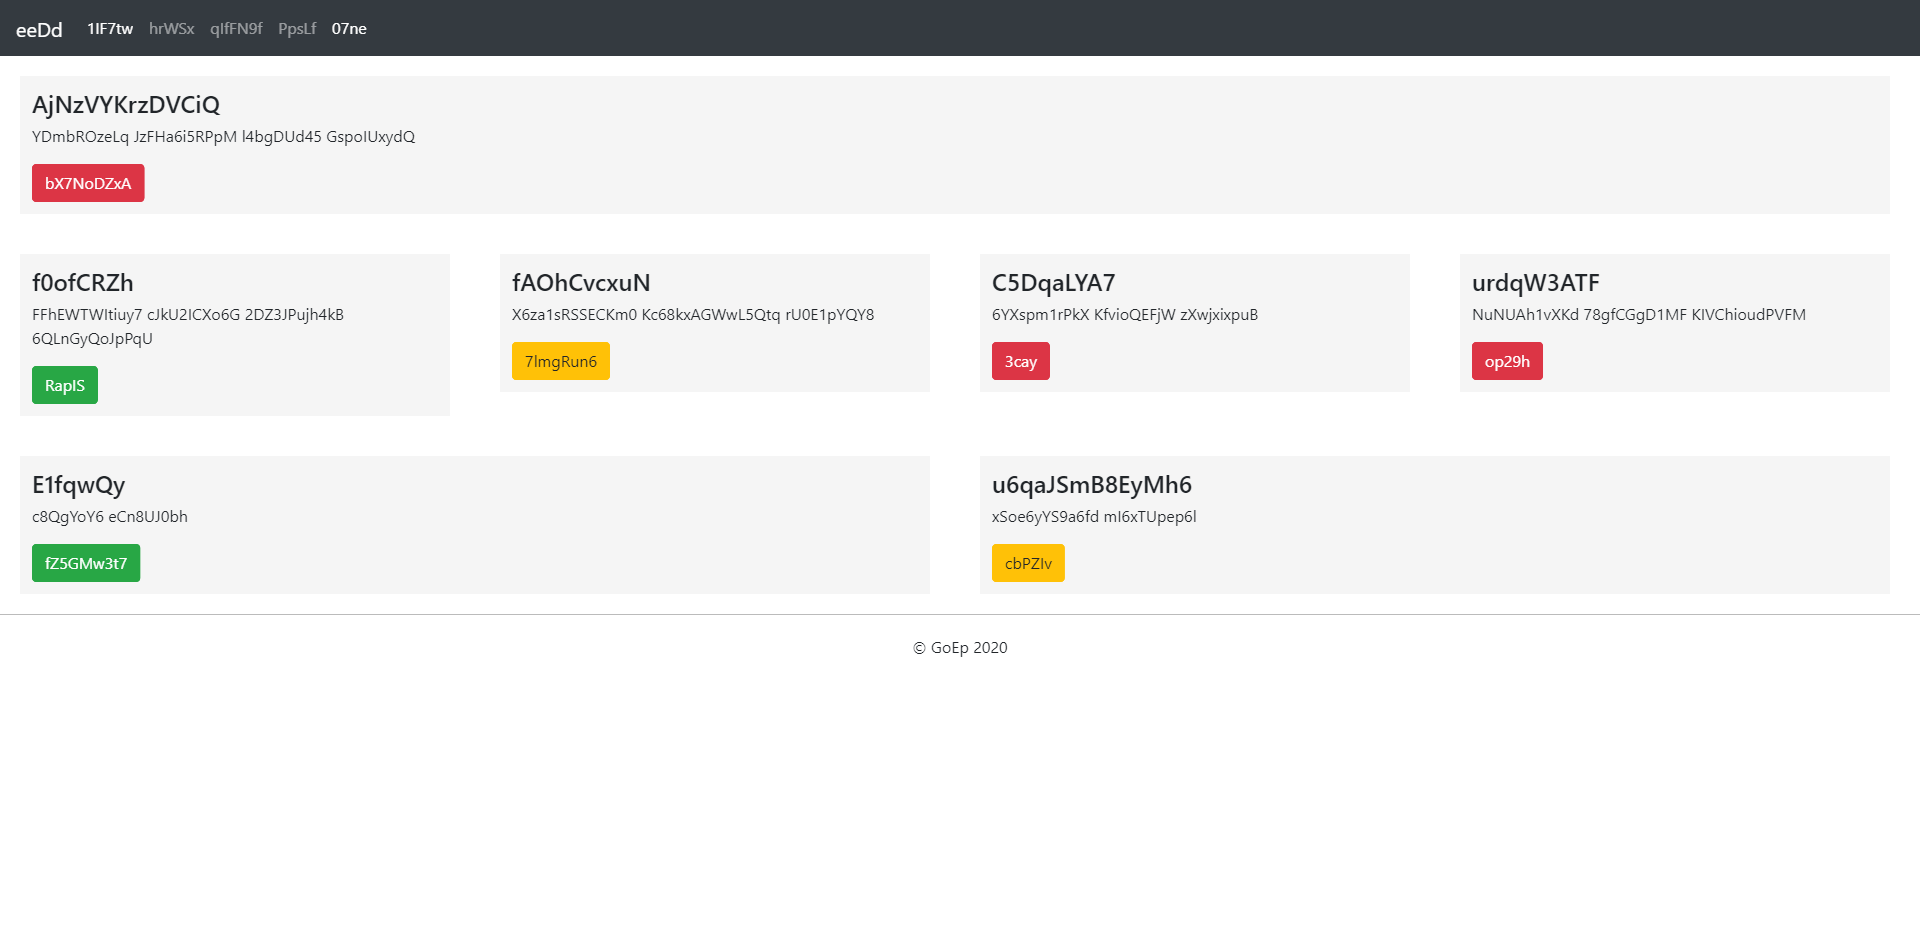 eeDd 1IF7tw hrWSx qIfFN9f PpsLf 07ne
AjNzVYKrzDVCiQ
YDmbROzeLq JzFHa6i5RPpM l4bgDUd45 GspoIUxydQ
bX7NoDZxA
f0ofCRZh
FFhEWTWItiuy7 cJkU2ICXo6G 2DZ3JPujh4kB
6QLnGyQoJpPqU
RapIS
fAOhCvcxuN
X6za1sRSSECKm0 Kc68kxAGWwL5Qtq rU0E1pYQY8
7lmgRun6
C5DqaLYA7
6YXspm1rPkX KfvioQEFjW zXwjxixpuB
3cay
urdqW3ATF
NuNUAh1vXKd 78gfCGgD1MF KIVChioudPVFM
op29h
E1fqwQy
c8QgYoY6 eCn8UJ0bh
fZ5GMw3t7
u6qaJSmB8EyMh6
xSoe6yYS9a6fd mI6xTUpep6l
cbPZIv
© GoEp 2020